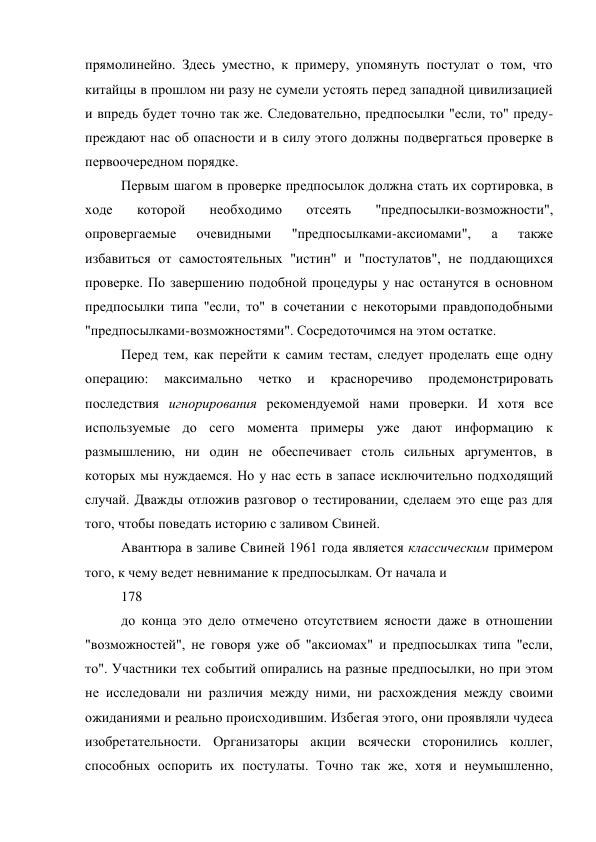 прямолинейно. Здесь уместно, к примеру, упомянуть постулат о том, что
китайцы в прошлом ни разу не сумели устоять перед западной цивилизацией
и впредь будет точно так же. Следовательно, предпосылки "если, то" преду-
преждают нас об опасности и в силу этого должны подвергаться проверке в
первоочередном порядке.
Первым шагом в проверке предпосылок должна стать их сортировка, в
ходе которой необходимо отсеять "предпосылки-возможности",
опровергаемые очевидными "предпосылками-аксиомами", а также
избавиться от самостоятельных "истин" и "постулатов", не поддающихся
проверке. По завершению подобной процедуры у нас останутся в основном
предпосылки типа "если, то" в сочетании с некоторыми правдоподобными
"предпосылками-возможностями". Сосредоточимся на этом остатке.
Перед тем, как перейти к самим тестам, следует проделать еще одну
операцию: максимально четко и красноречиво продемонстрировать
последствия игнорирования рекомендуемой нами проверки. И хотя все
используемые до сего момента примеры уже дают информацию к
размышлению, ни один не обеспечивает столь сильных аргументов, в
которых мы нуждаемся. Но у нас есть в запасе исключительно подходящий
случай. Дважды отложив разговор о тестировании, сделаем это еще раз для
того, чтобы поведать историю с заливом Свиней.
Авантюра в заливе Свиней 1961 года является классическим примером
того, к чему ведет невнимание к предпосылкам. От начала и
178
до конца это дело отмечено отсутствием ясности даже в отношении
"возможностей", не говоря уже об "аксиомах" и предпосылках типа "если,
то". Участники тех событий опирались на разные предпосылки, но при этом
не исследовали ни различия между ними, ни расхождения между своими
ожиданиями и реально происходившим. Избегая этого, они проявляли чудеса
изобретательности. Организаторы акции всячески сторонились коллег,
способных оспорить их постулаты. Точно так же, хотя и неумышленно,